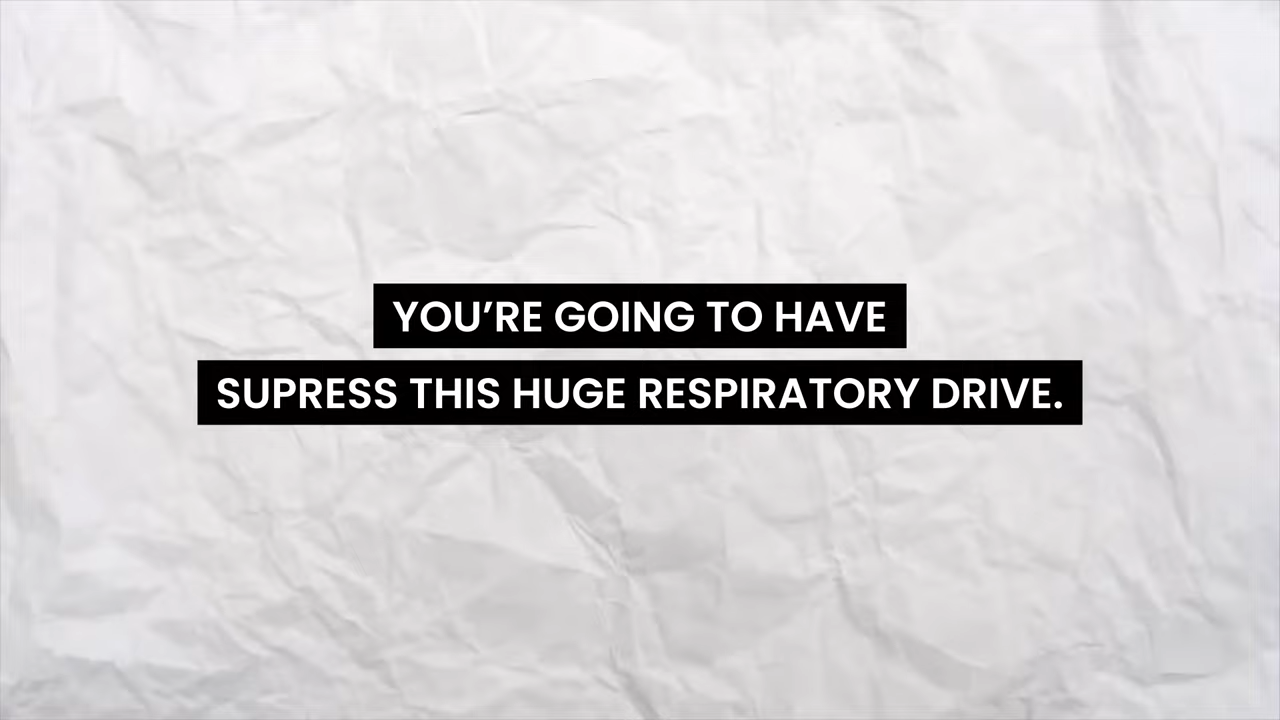 YOU’RE GOING TO HAVE
SUPRESS THIS HUGE RESPIRATORY DRIVE.